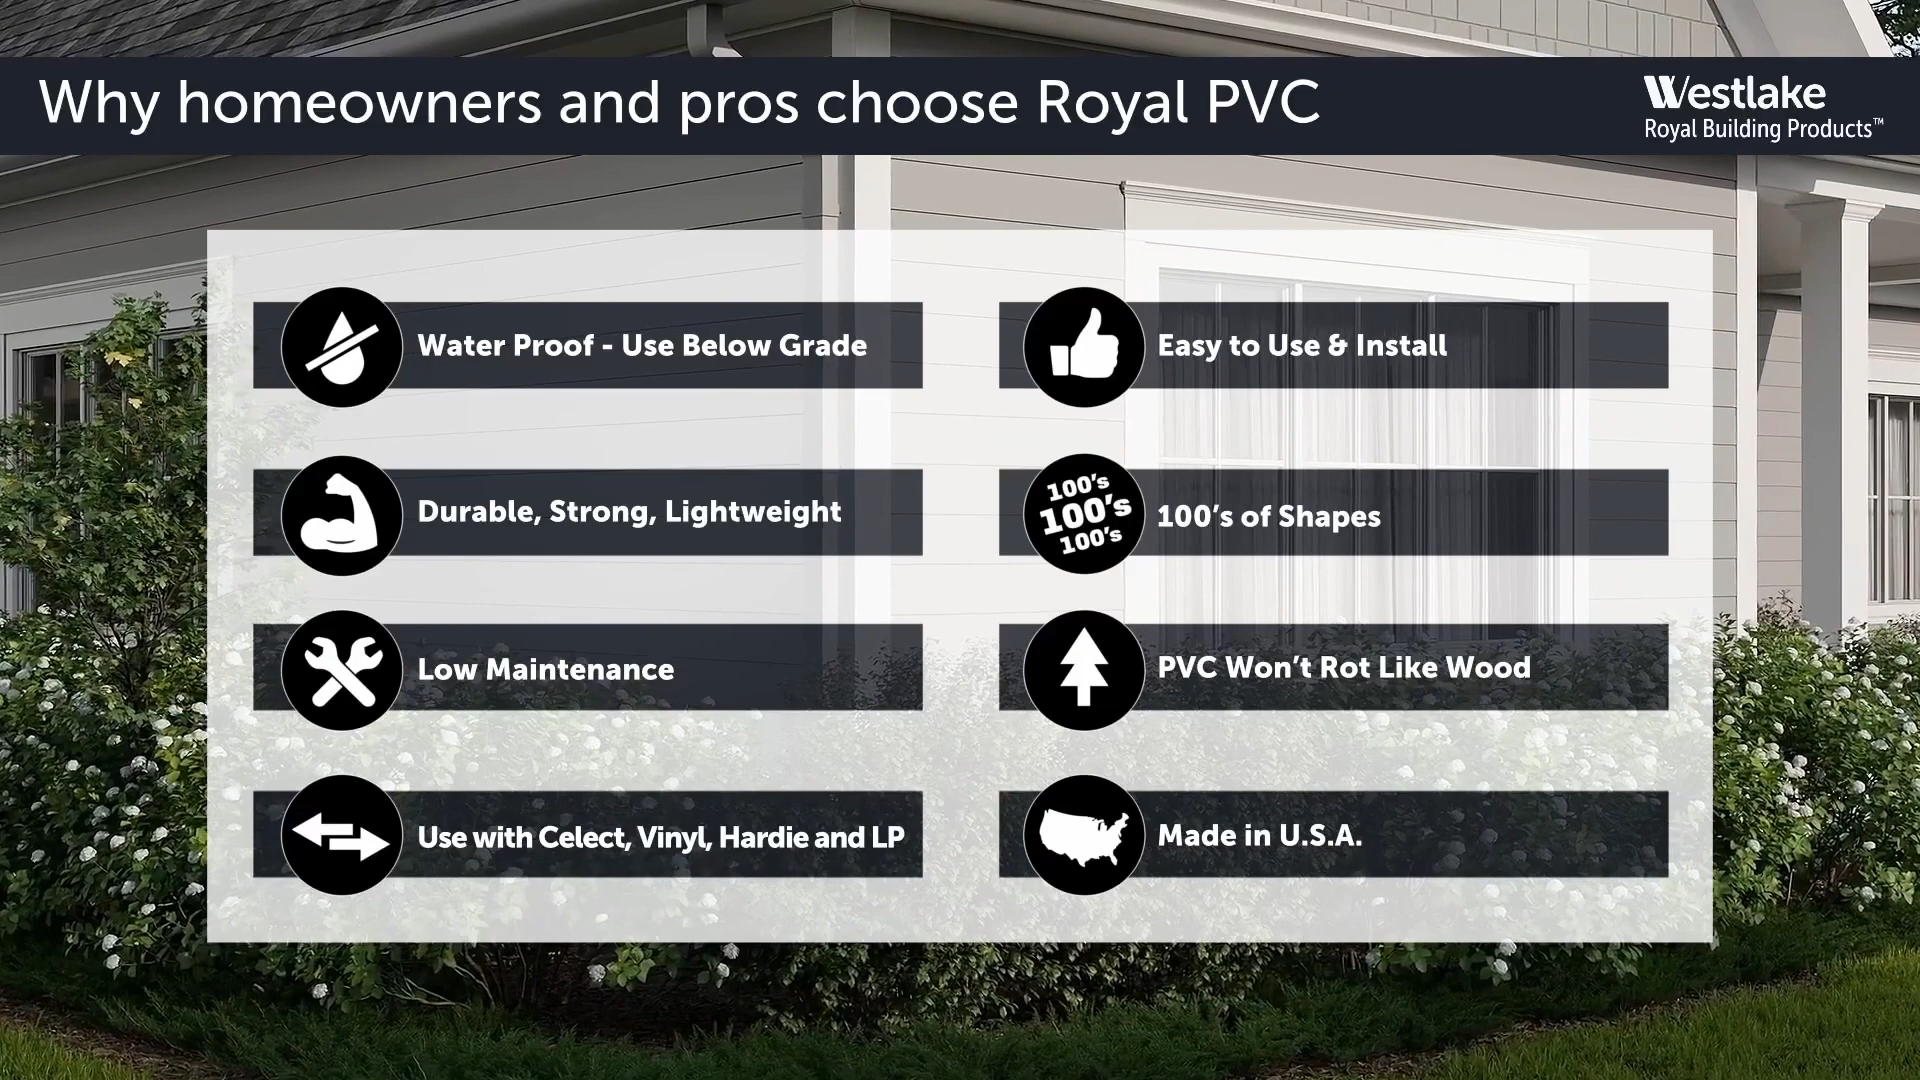 Why homeowners and pros choose Royal PVC
Westlake
Royal Building Products™
Water Proof - Use Below Grade
Easy to Use & Install
Durable, Strong, Lightweight
100's
100's
100's
100's of Shapes
Low Maintenance
PVC Won't Rot Like Wood
Use with Celect, Vinyl, Hardie and LP
Made in U.S.A.